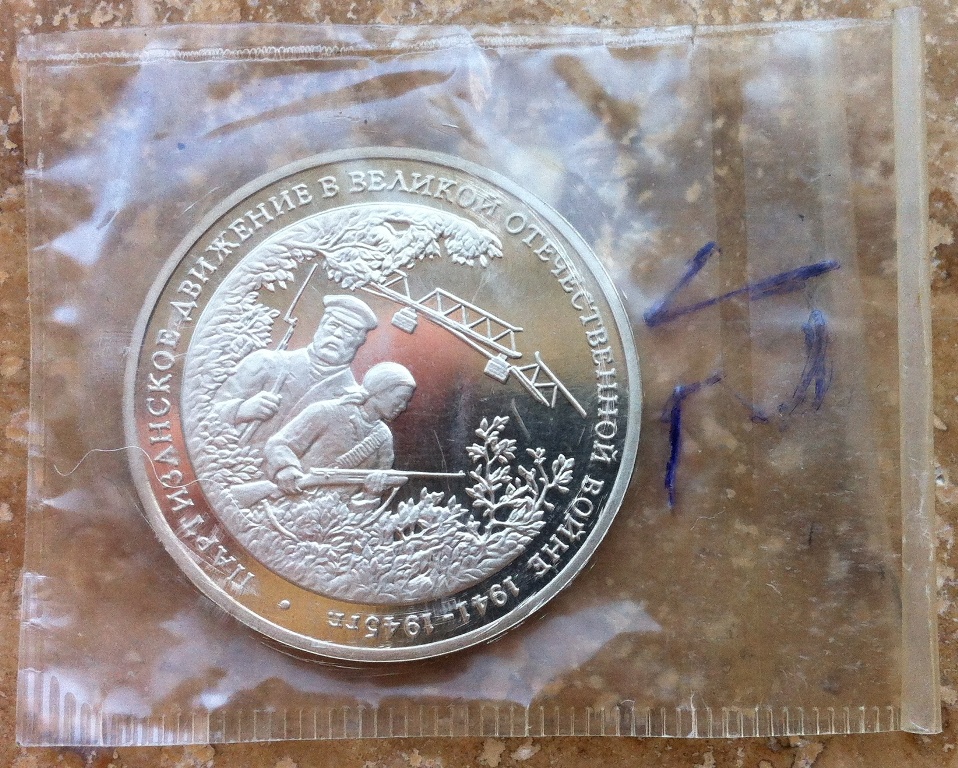 ПАРТИЗАНСКОЕ ДВИЖЕНИЕ В ВЕЛИКОЙ ОТЕЧЕСТВЕННОЙ ВОЙНЕ 1941-1945ГГ.